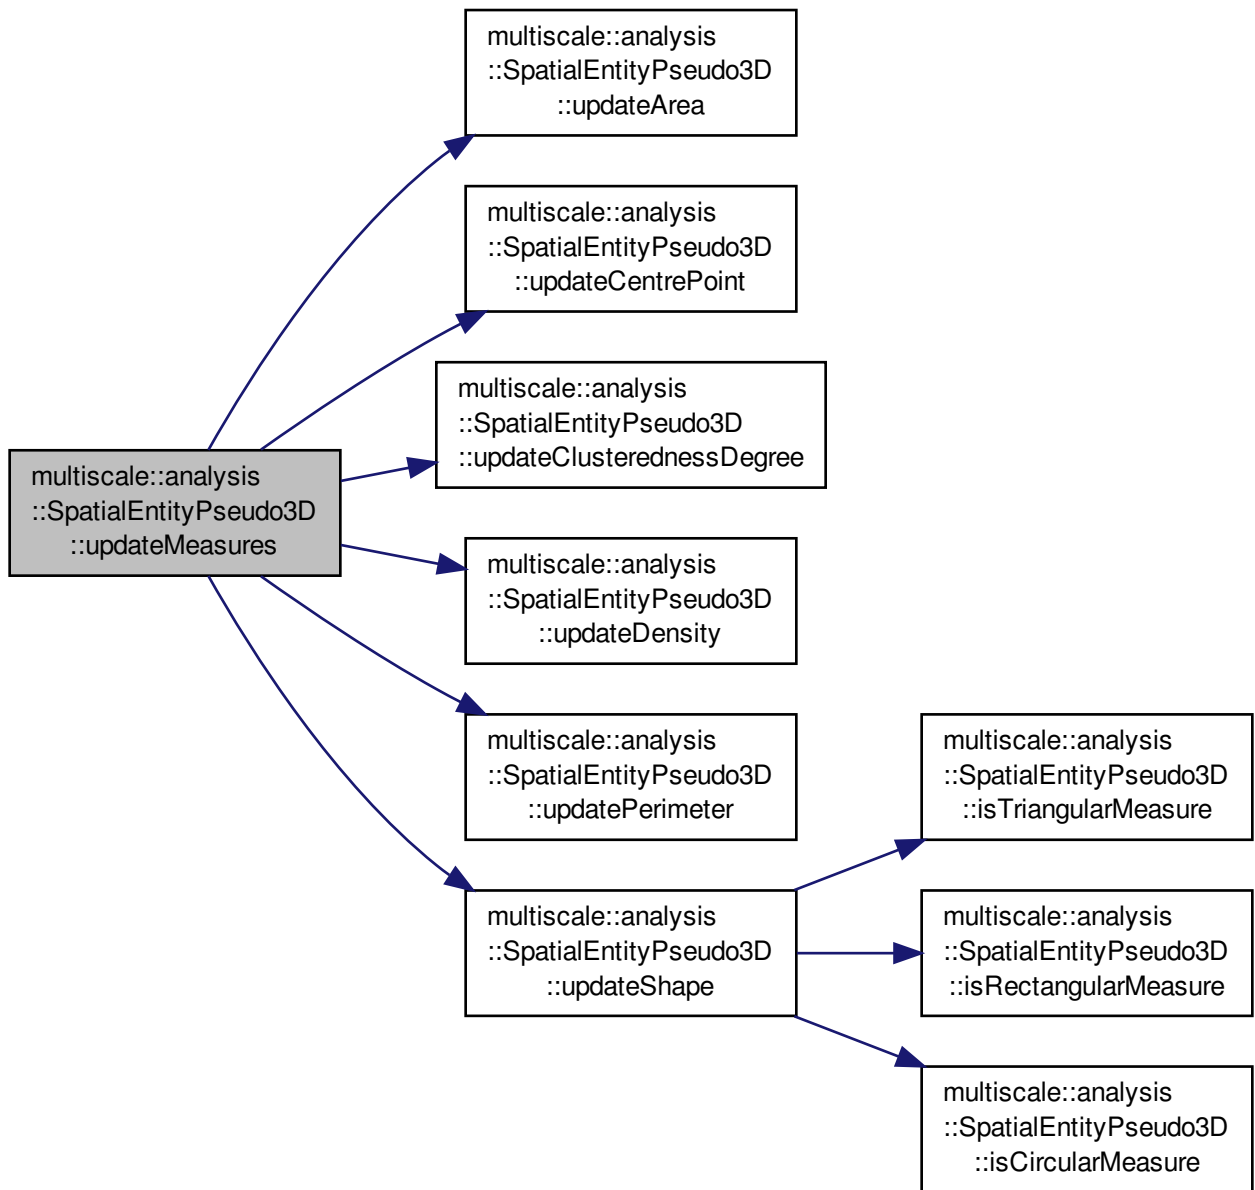 multiscale::analysis
::SpatialEntityPseudo3D
::updateArea
multiscale::analysis
::SpatialEntityPseudo3D
::updateCentrePoint
multiscale::analysis
::SpatialEntityPseudo3D
::updateClusterednessDegree
multiscale::analysis
::SpatialEntityPseudo3D
::updateMeasures
multiscale::analysis
::SpatialEntityPseudo3D
::updateDensity
multiscale::analysis
::SpatialEntityPseudo3D
::updatePerimeter
multiscale::analysis
::SpatialEntityPseudo3D
::isTriangularMeasure
multiscale::analysis
::SpatialEntityPseudo3D
::updateShape
multiscale::analysis
::SpatialEntityPseudo3D
::isRectangularMeasure
multiscale::analysis
::SpatialEntityPseudo3D
::isCircularMeasure